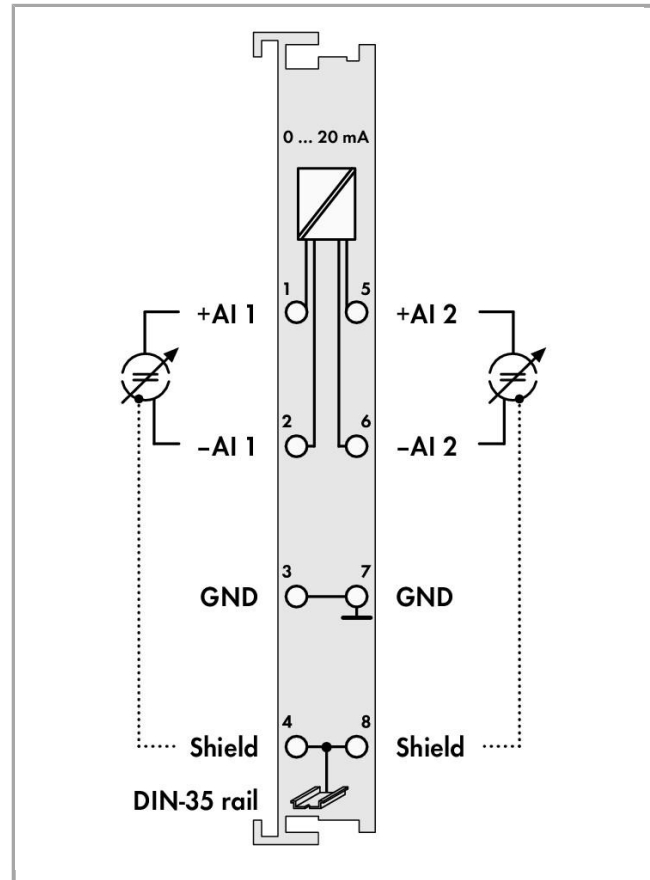 0 ... 20 mA
1 5
+AI 1 +AI 2
2 6
–AI 1 –AI 2
3 7
GND GND
4 8
Shield Shield
DIN-35 rail